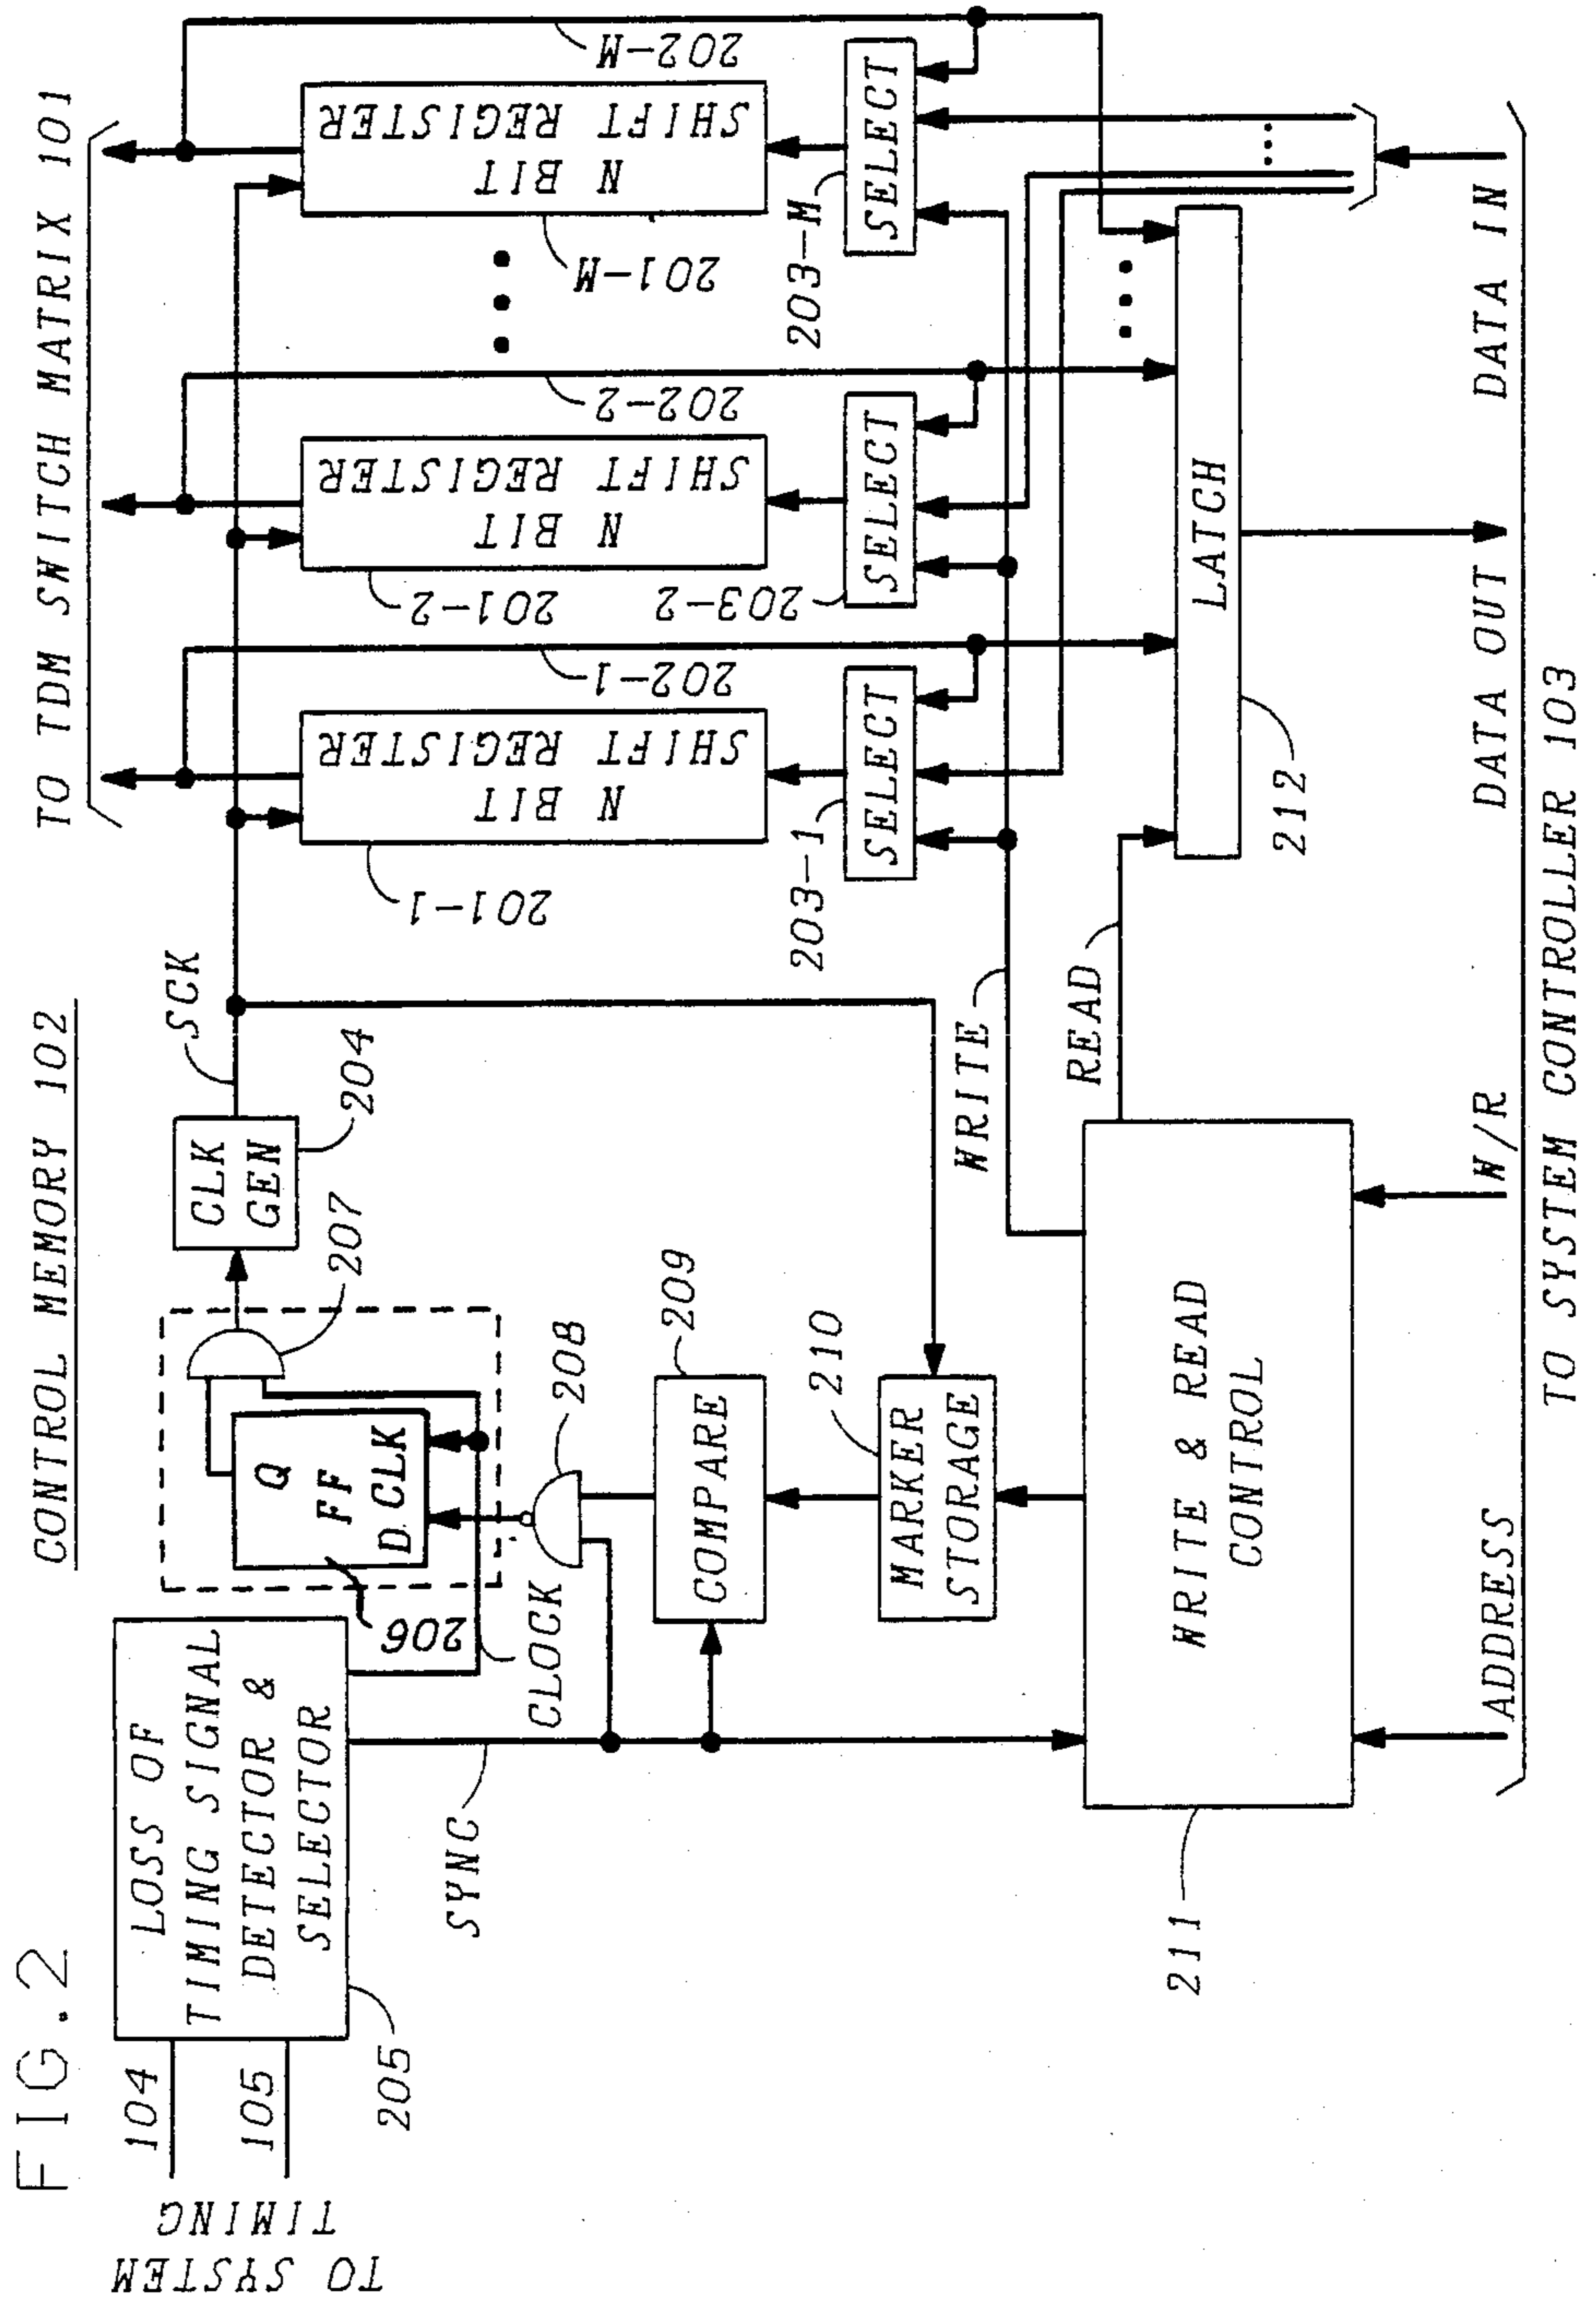 FIG.2
CONTROL MEMORY 102
TO TDM SWITCH MATRIX 101
TO SYSTEM
TIMING
104
105
LOSS OF
TIMING SIGNAL
DETECTOR &
SELECTOR
205
SYNC
CLOCK
206
Q
FF
D CLK
207
208
CLK
GEN
204
SCK
COMPARE
209
MARKER
STORAGE
210
WRITE & READ
CONTROL
211
WRITE
READ
N BIT
SHIFT REGISTER
201-1
202-1
SELECT
203-1
N BIT
SHIFT REGISTER
201-2
202-2
SELECT
203-2
N BIT
SHIFT REGISTER
201-M
202-M
SELECT
203-M
LATCH
212
ADDRESS
W/R
DATA OUT
DATA IN
TO SYSTEM CONTROLLER 103